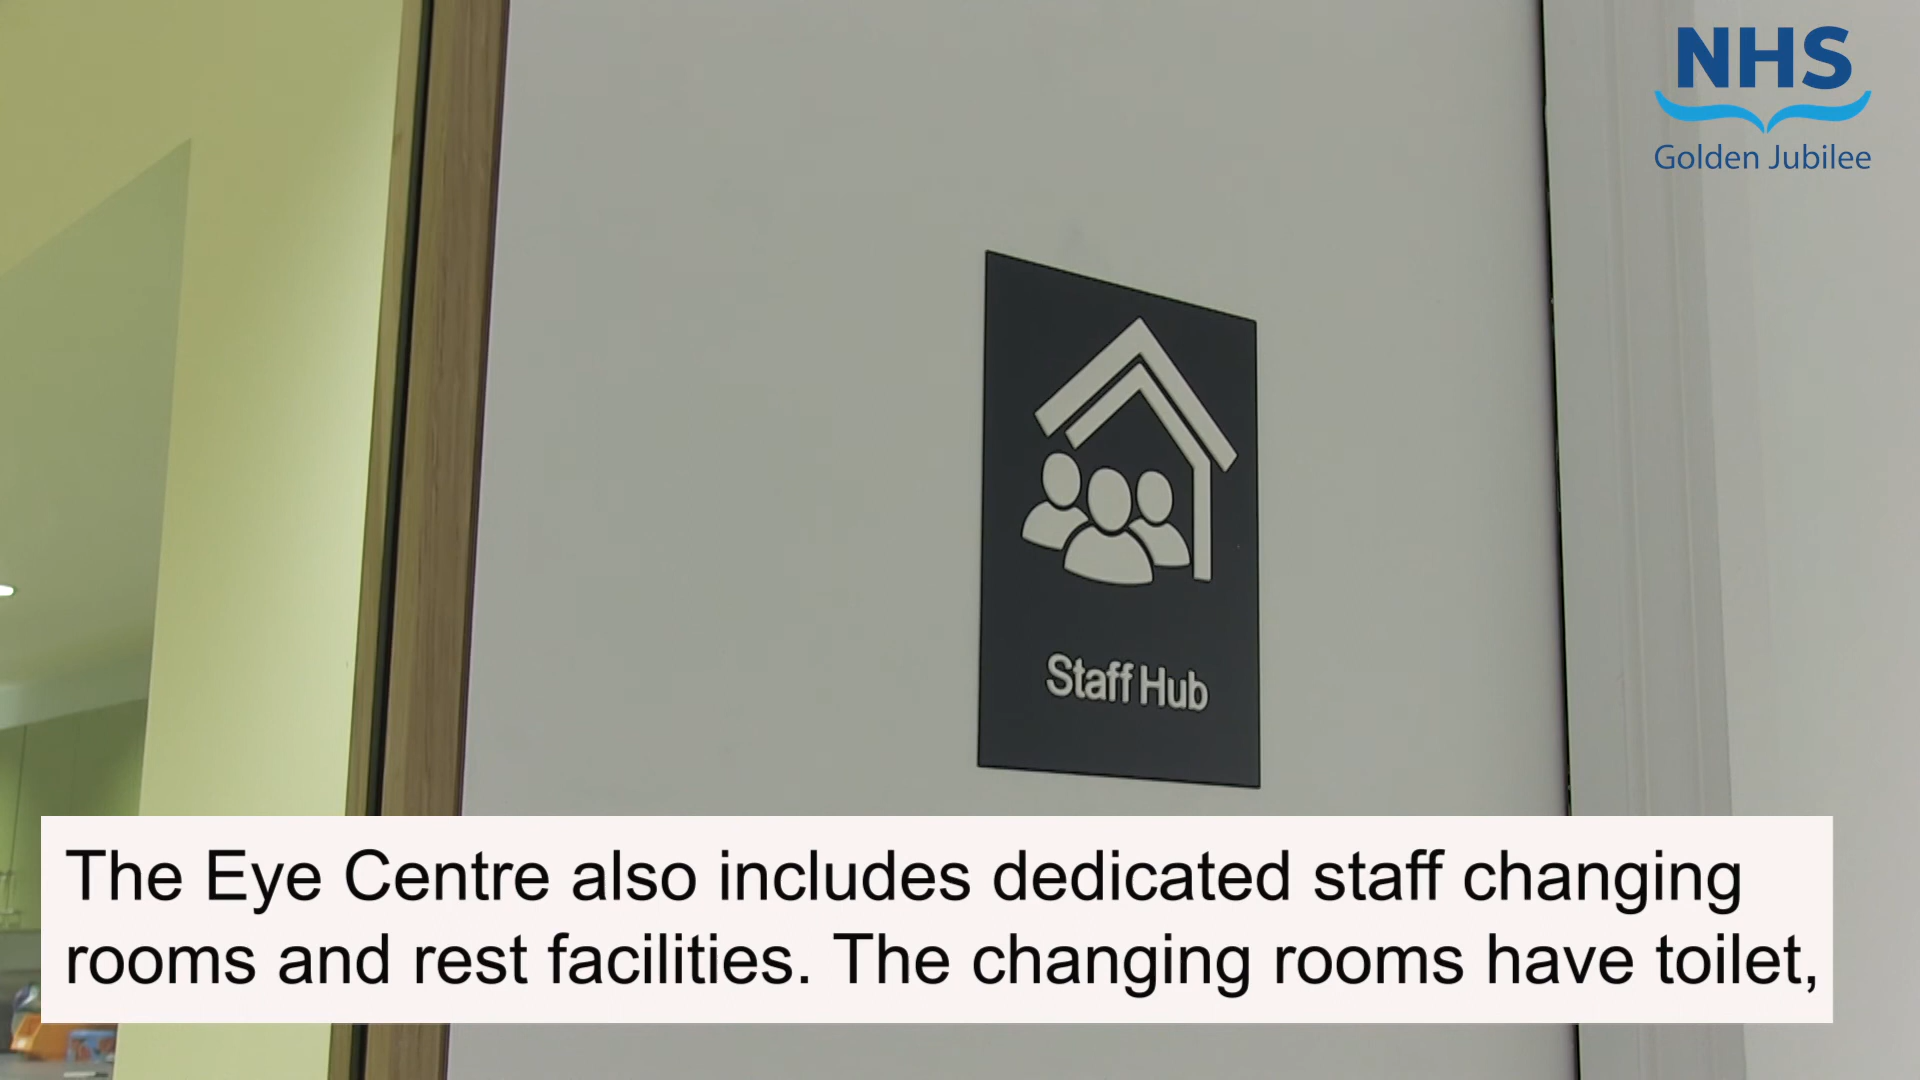 NHS
Golden Jubilee
Staff Hub
The Eye Centre also includes dedicated staff changing
rooms and rest facilities. The changing rooms have toilet,